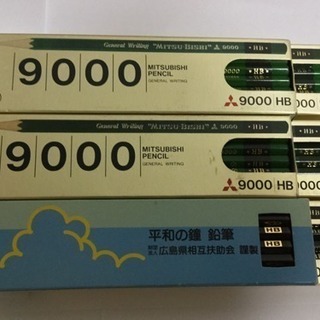 General Writing "MITSU BISHI" 9000
HB
9000
MITSUBISHI
PENCIL
GENERAL WRITING
HB
9000 HB
General Writing "MITSU BISHI" 9000
HB
9000
MITSUBISHI
PENCIL
GENERAL WRITING
HB
9000 HB
平和の鐘 鉛筆
広島県相互扶助会 謹製
HB
HB